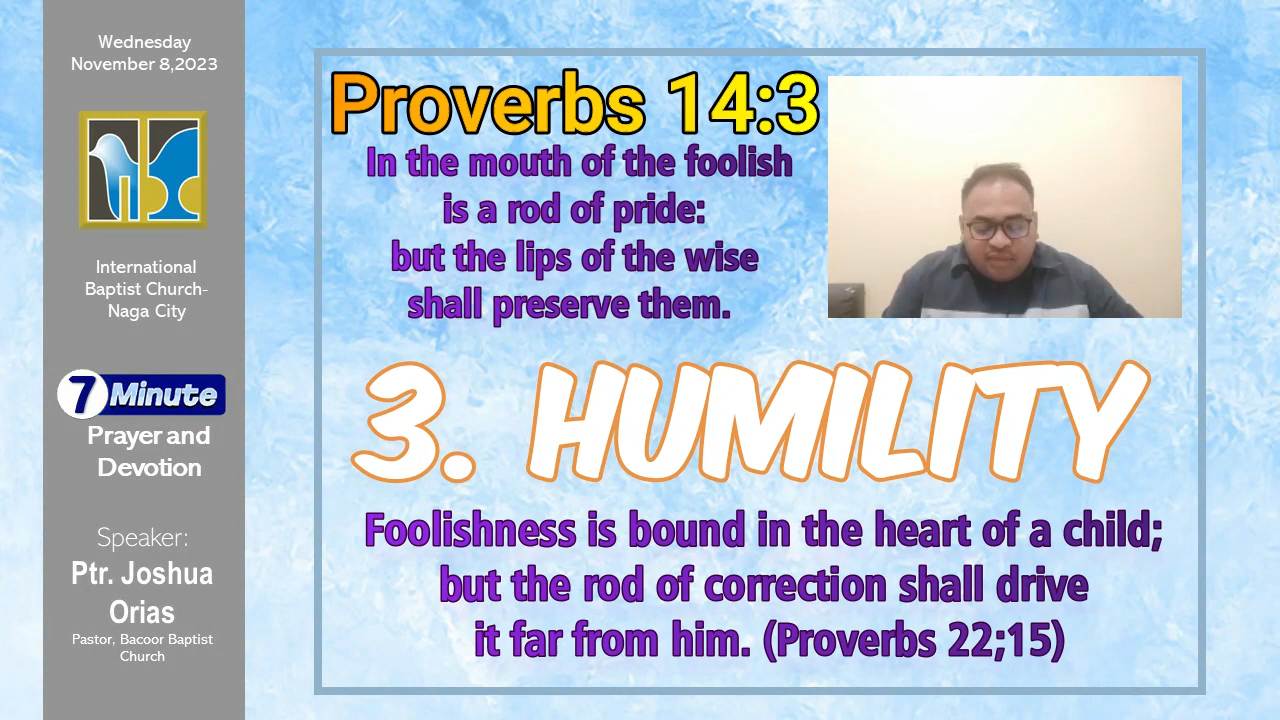 Wednesday
November 8,2023
International
Baptist Church-
Naga City
7 Minute
Prayer and
Devotion
Speaker:
Ptr. Joshua
Orias
Pastor, Bacoor Baptist
Church
Proverbs 14:3
In the mouth of the foolish
is a rod of pride:
but the lips of the wise
shall preserve them.
3. HUMILITY
Foolishness is bound in the heart of a child;
but the rod of correction shall drive
it far from him. (Proverbs 22;15)